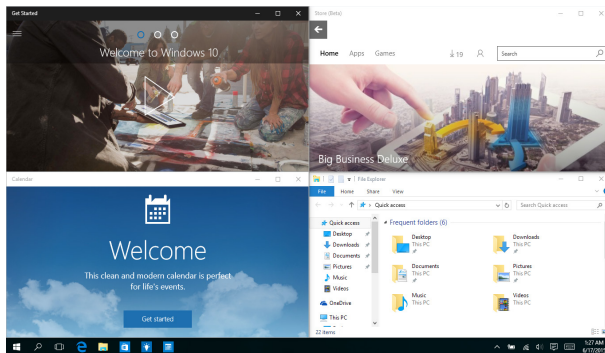 Get Started
Welcome to Windows 10
Store (Beta)
Home Apps Games 19 Search
Big Business Deluxe
Calendar
Welcome
This clean and modern calendar is perfect
for life's events.
Get started
File Explorer
File Home Share View
Quick access
Search Quick access
Quick access
Desktop
Downloads
Documents
Pictures
Music
Videos
OneDrive
This PC
Frequent folders (6)
Desktop
This PC
Downloads
This PC
Documents
This PC
Pictures
This PC
Music
This PC
Videos
This PC
22 items
1:27 AM